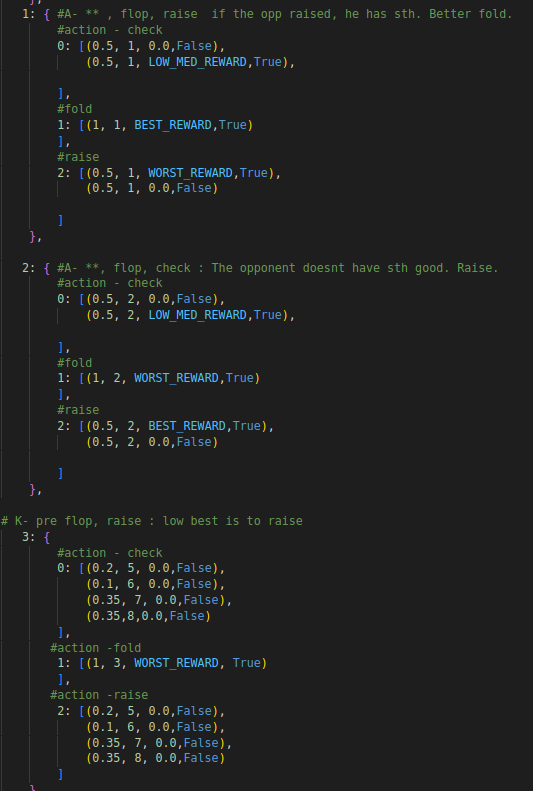 },
1: { #A- ** , flop, raise  if the opp raised, he has sth. Better fold.
#action - check
0: [(0.5, 1, 0.0,False),
(0.5, 1, LOW_MED_REWARD,True),
],
#fold
1: [(1, 1, BEST_REWARD,True)
],
#raise
2: [(0.5, 1, WORST_REWARD,True),
(0.5, 1, 0.0,False)
]
},
2: { #A- **, flop, check : The opponent doesnt have sth good. Raise.
#action - check
0: [(0.5, 2, 0.0,False),
(0.5, 2, LOW_MED_REWARD,True),
],
#fold
1: [(1, 2, WORST_REWARD,True)
],
#raise
2: [(0.5, 2, BEST_REWARD,True),
(0.5, 2, 0.0,False)
]
},
# K- pre flop, raise : low best is to raise
3: {
#action - check
0: [(0.2, 5, 0.0,False),
(0.1, 6, 0.0,False),
(0.35, 7, 0.0,False),
(0.35,8,0.0,False)
],
#action -fold
1: [(1, 3, WORST_REWARD, True)
],
#action -raise
2: [(0.2, 5, 0.0,False),
(0.1, 6, 0.0,False),
(0.35, 7, 0.0,False),
(0.35, 8, 0.0,False)
]
}